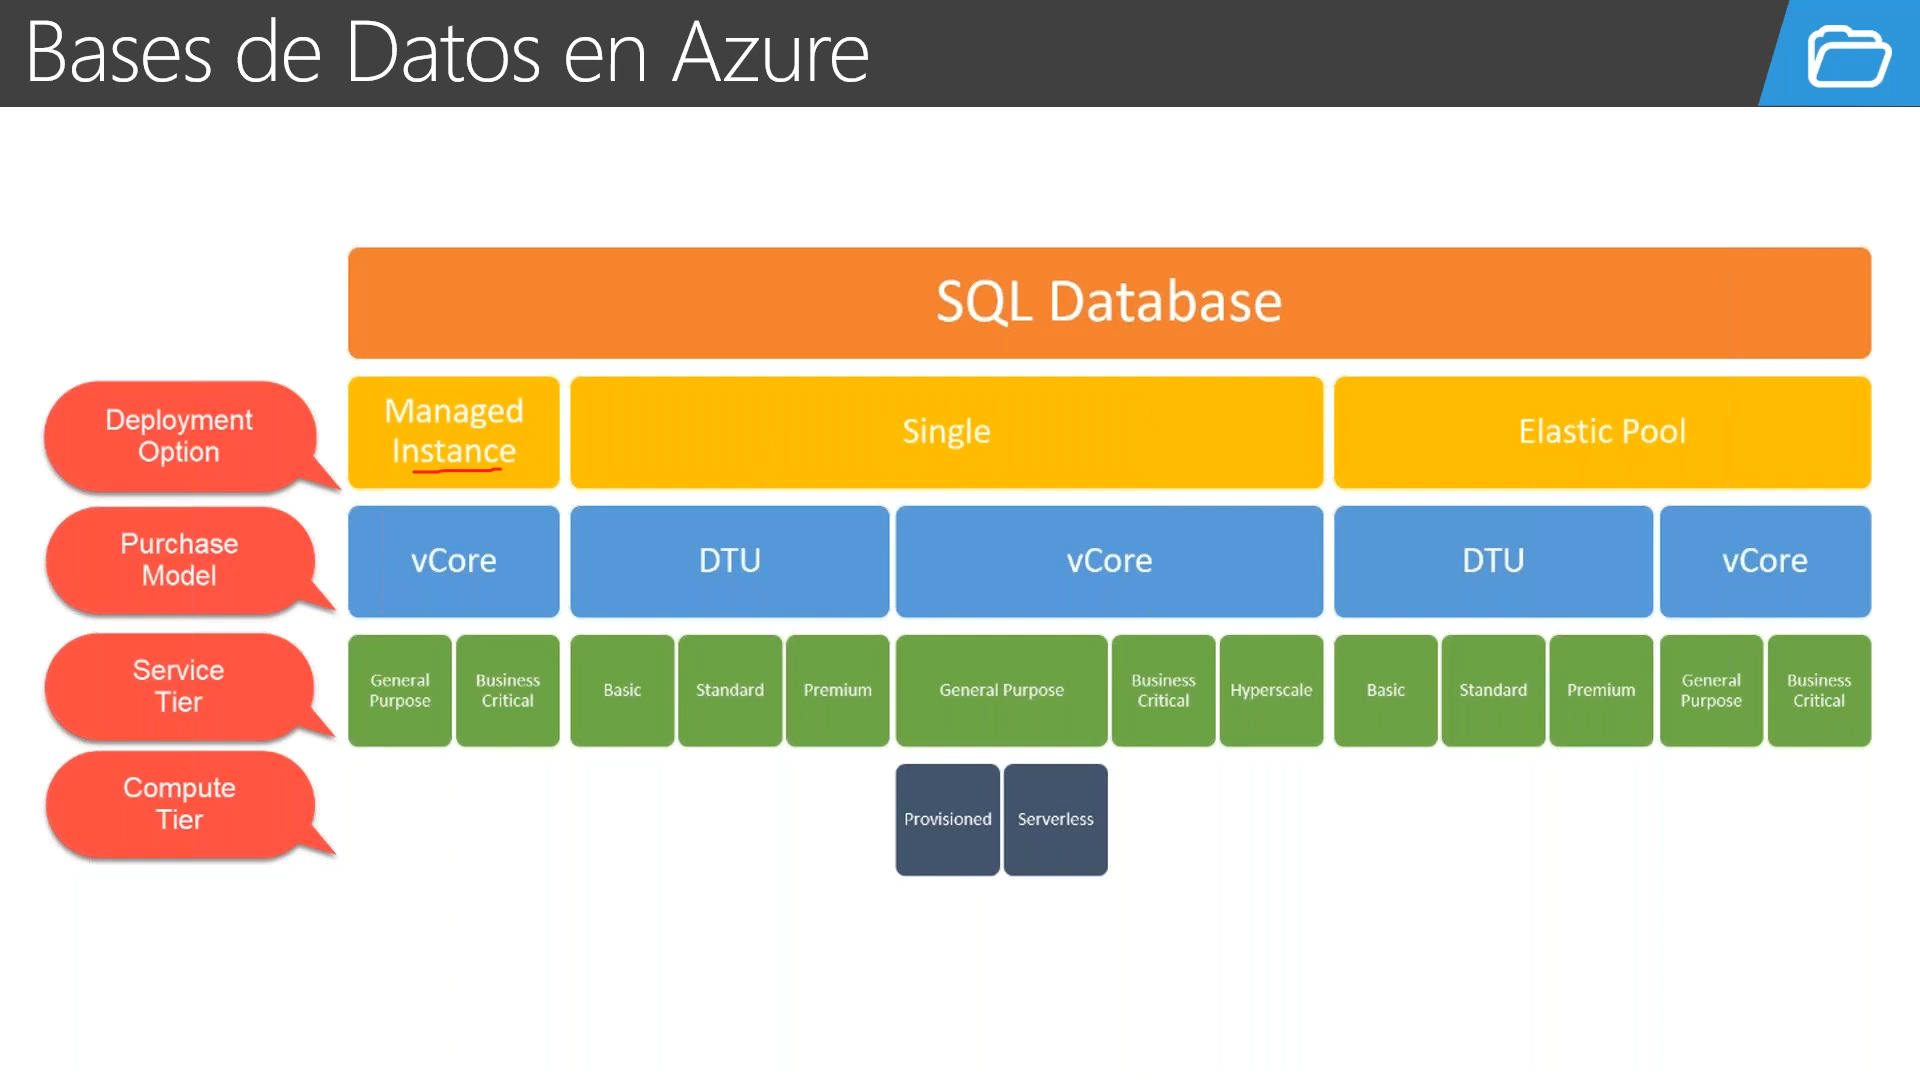 Bases de Datos en Azure
SQL Database
Deployment
Option
Managed
Instance
Single
Elastic Pool
Purchase
Model
vCore
DTU
vCore
DTU
vCore
Service
Tier
General
Purpose
Business
Critical
Basic
Standard
Premium
General Purpose
Business
Critical
Hyperscale
Basic
Standard
Premium
General
Purpose
Business
Critical
Compute
Tier
Provisioned
Serverless